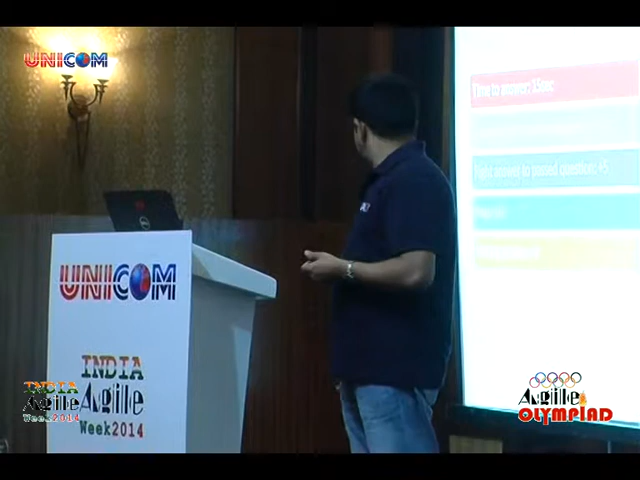 UNICOM
Time to answer: 15sec
Right answer to passed question: +5
DELL
UNICOM
INDIA
Agile
Week2014
INDIA
Agile
Week2014
Agile
OLYMPIAD